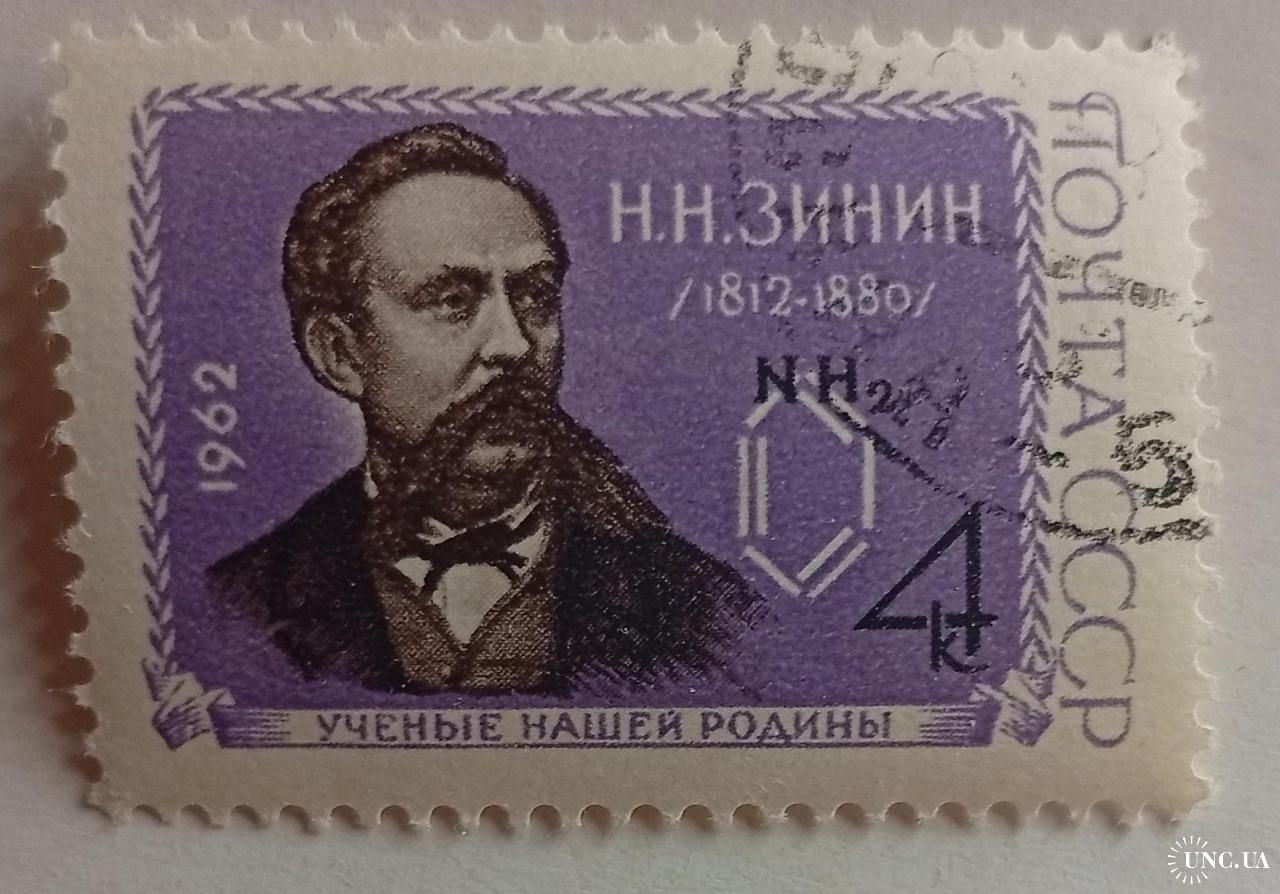 Н.Н.ЗИНИН
/1812-1880/
NH2
1962
4к
УЧЕНЫЕ НАШЕЙ РОДИНЫ
ПОЧТА СССР
UNC.UA